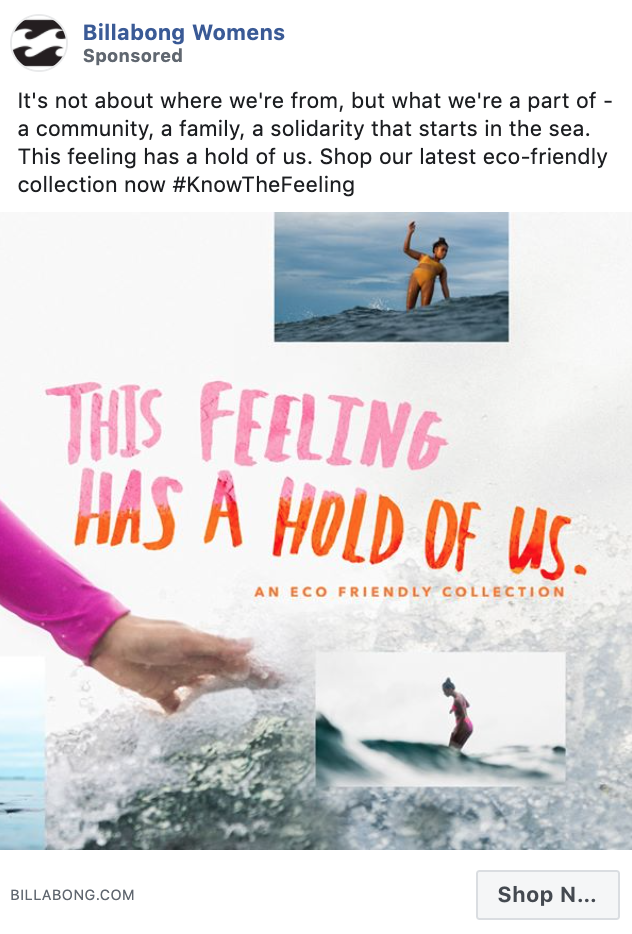 Billabong Womens
Sponsored
It's not about where we're from, but what we're a part of -
a community, a family, a solidarity that starts in the sea.
This feeling has a hold of us. Shop our latest eco-friendly
collection now #KnowTheFeeling
THIS FEELING
HAS A HOLD OF US.
AN ECO FRIENDLY COLLECTION
BILLABONG.COM
Shop N...